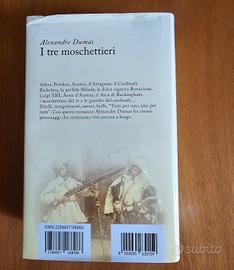 Alexandre Dumas
I tre moschettieri
Athos, Porthos, Aramis, d'Artagnan, il Cardinale
Richelieu, la perfida Milady, la dolce signora Bonacieux,
Luigi XIII, Anna d'Austria, il duca di Buckingham,
i moschettieri del re e le guardie del cardinale...
Duelli, inseguimenti, amori, beffe, "Tutti per uno, uno per
tutti". Con questo romanzo Alexandre Dumas ha creato
personaggi che resteranno vivi ancora a lungo.
ISBN
subito